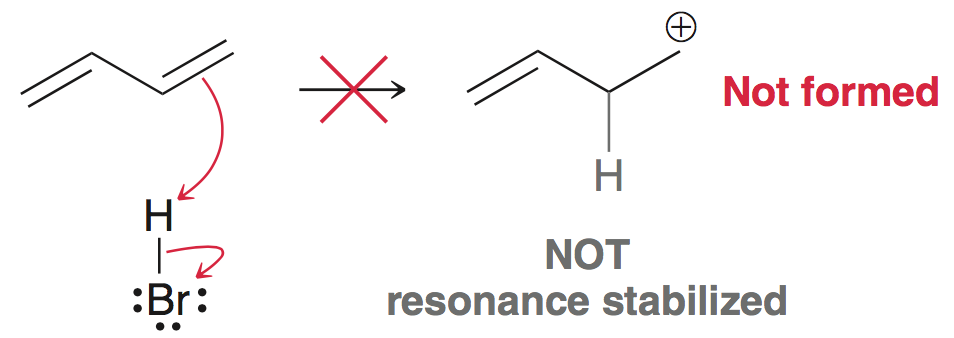 ⊕
Not formed
H
H
:Br:
NOT
resonance stabilized